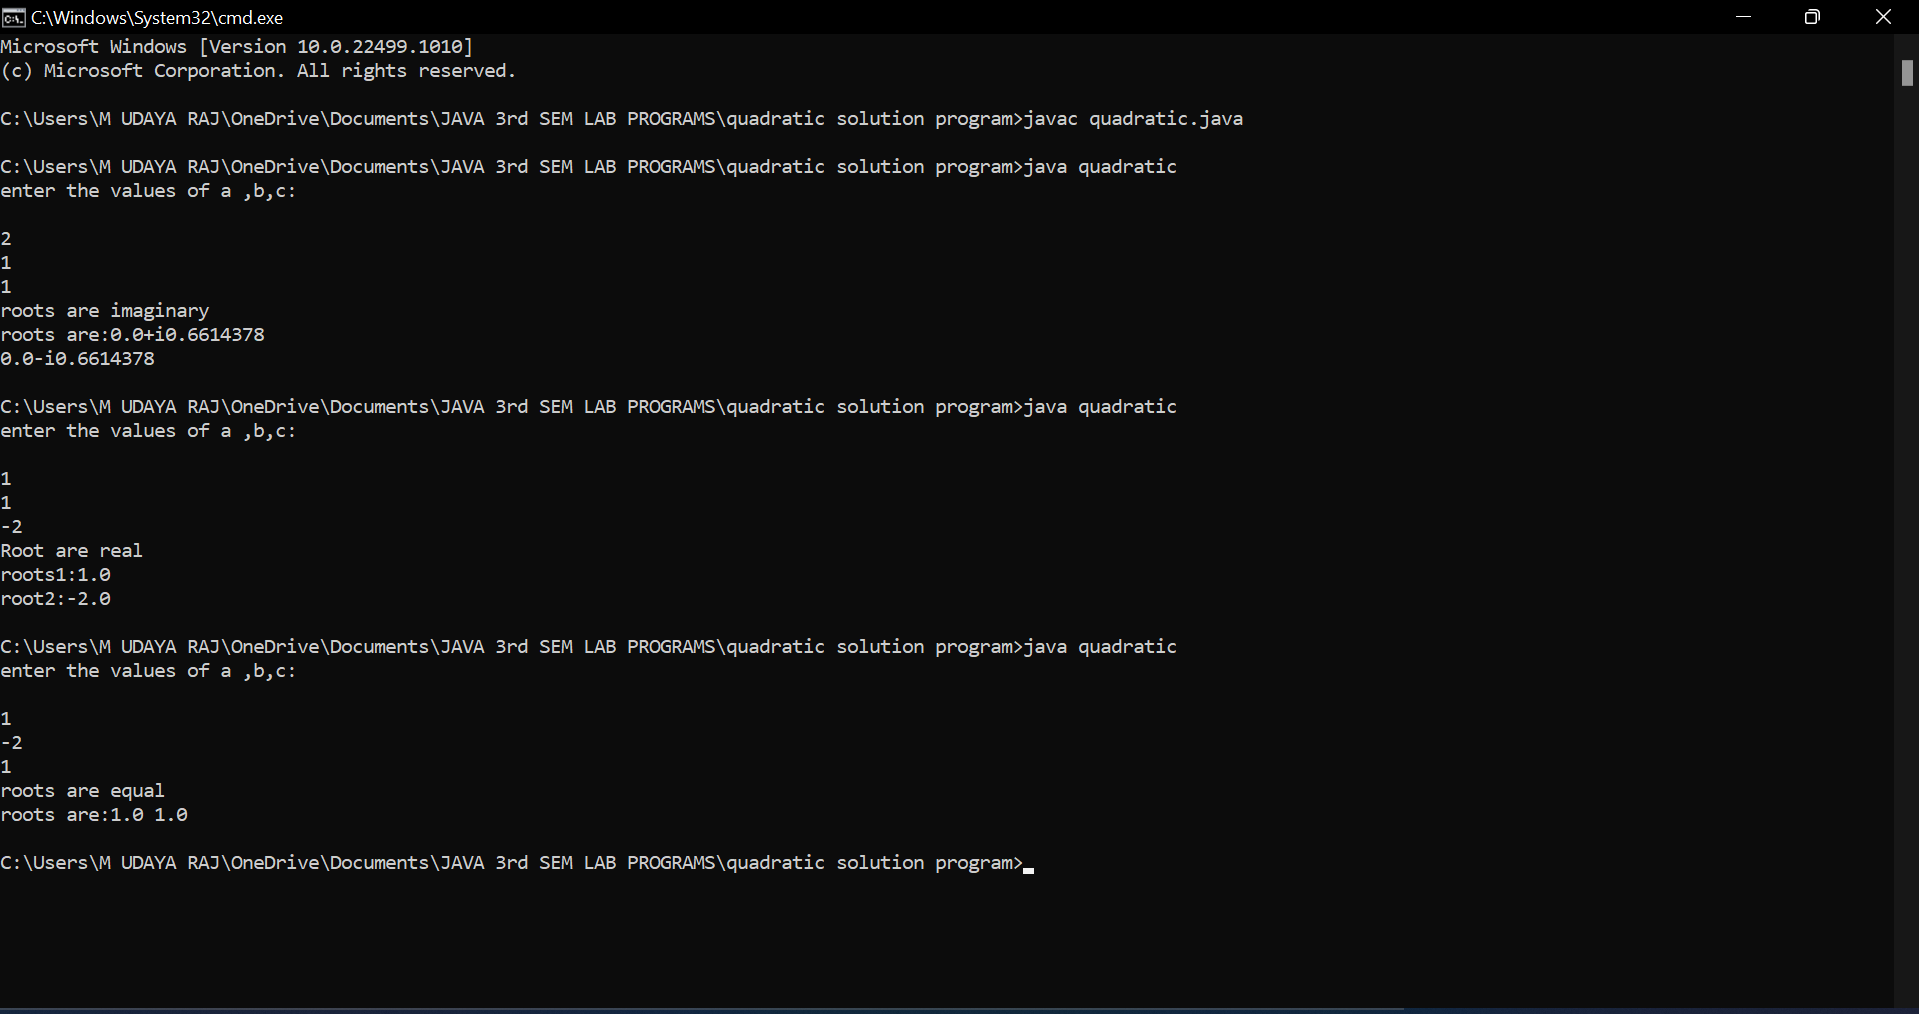 C:\Windows\System32\cmd.exe
Microsoft Windows [Version 10.0.22499.1010]
(c) Microsoft Corporation. All rights reserved.
C:\Users\M UDAYA RAJ\OneDrive\Documents\JAVA 3rd SEM LAB PROGRAMS\quadratic solution program>javac quadratic.java
C:\Users\M UDAYA RAJ\OneDrive\Documents\JAVA 3rd SEM LAB PROGRAMS\quadratic solution program>java quadratic
enter the values of a ,b,c:
2
1
1
roots are imaginary
roots are:0.0+i0.6614378
0.0-i0.6614378
C:\Users\M UDAYA RAJ\OneDrive\Documents\JAVA 3rd SEM LAB PROGRAMS\quadratic solution program>java quadratic
enter the values of a ,b,c:
1
1
-2
Root are real
roots1:1.0
root2:-2.0
C:\Users\M UDAYA RAJ\OneDrive\Documents\JAVA 3rd SEM LAB PROGRAMS\quadratic solution program>java quadratic
enter the values of a ,b,c:
1
-2
1
roots are equal
roots are:1.0 1.0
C:\Users\M UDAYA RAJ\OneDrive\Documents\JAVA 3rd SEM LAB PROGRAMS\quadratic solution program>